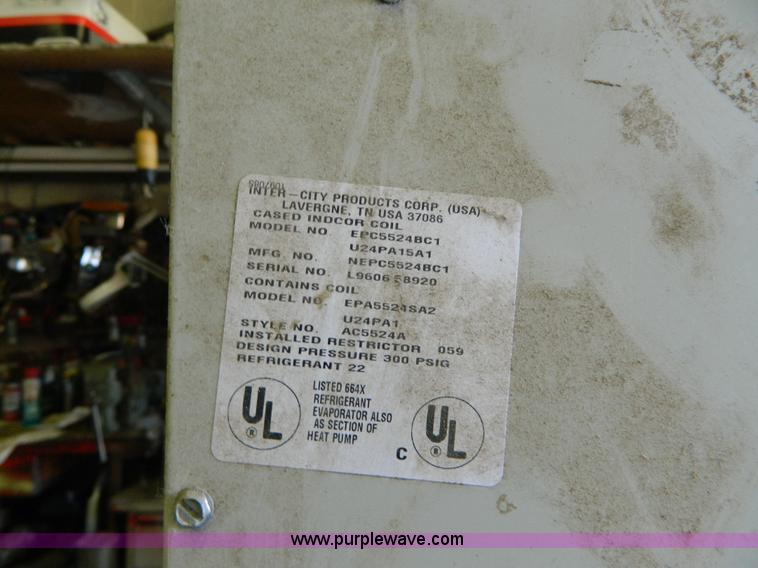 INTER-CITY PRODUCTS CORP. (USA)
LAVERGNE, TN USA 37086
CASED INDCOR COIL
MODEL NO. EPC5524BC1
U24PA15A1
MFG. NO. NEPC5524BC1
SERIAL NO. L9606 8920
CONTAINS COIL
MODEL NO. EPA5524SA2
U24PA1
STYLE NO. AC5524A
INSTALLED RESTRICTOR 059
DESIGN PRESSURE 300 PSIG
REFRIGERANT 22
UL ®
LISTED 664X
REFRIGERANT
EVAPORATOR ALSO
AS SECTION OF
HEAT PUMP
C UL ®
www.purplewave.com